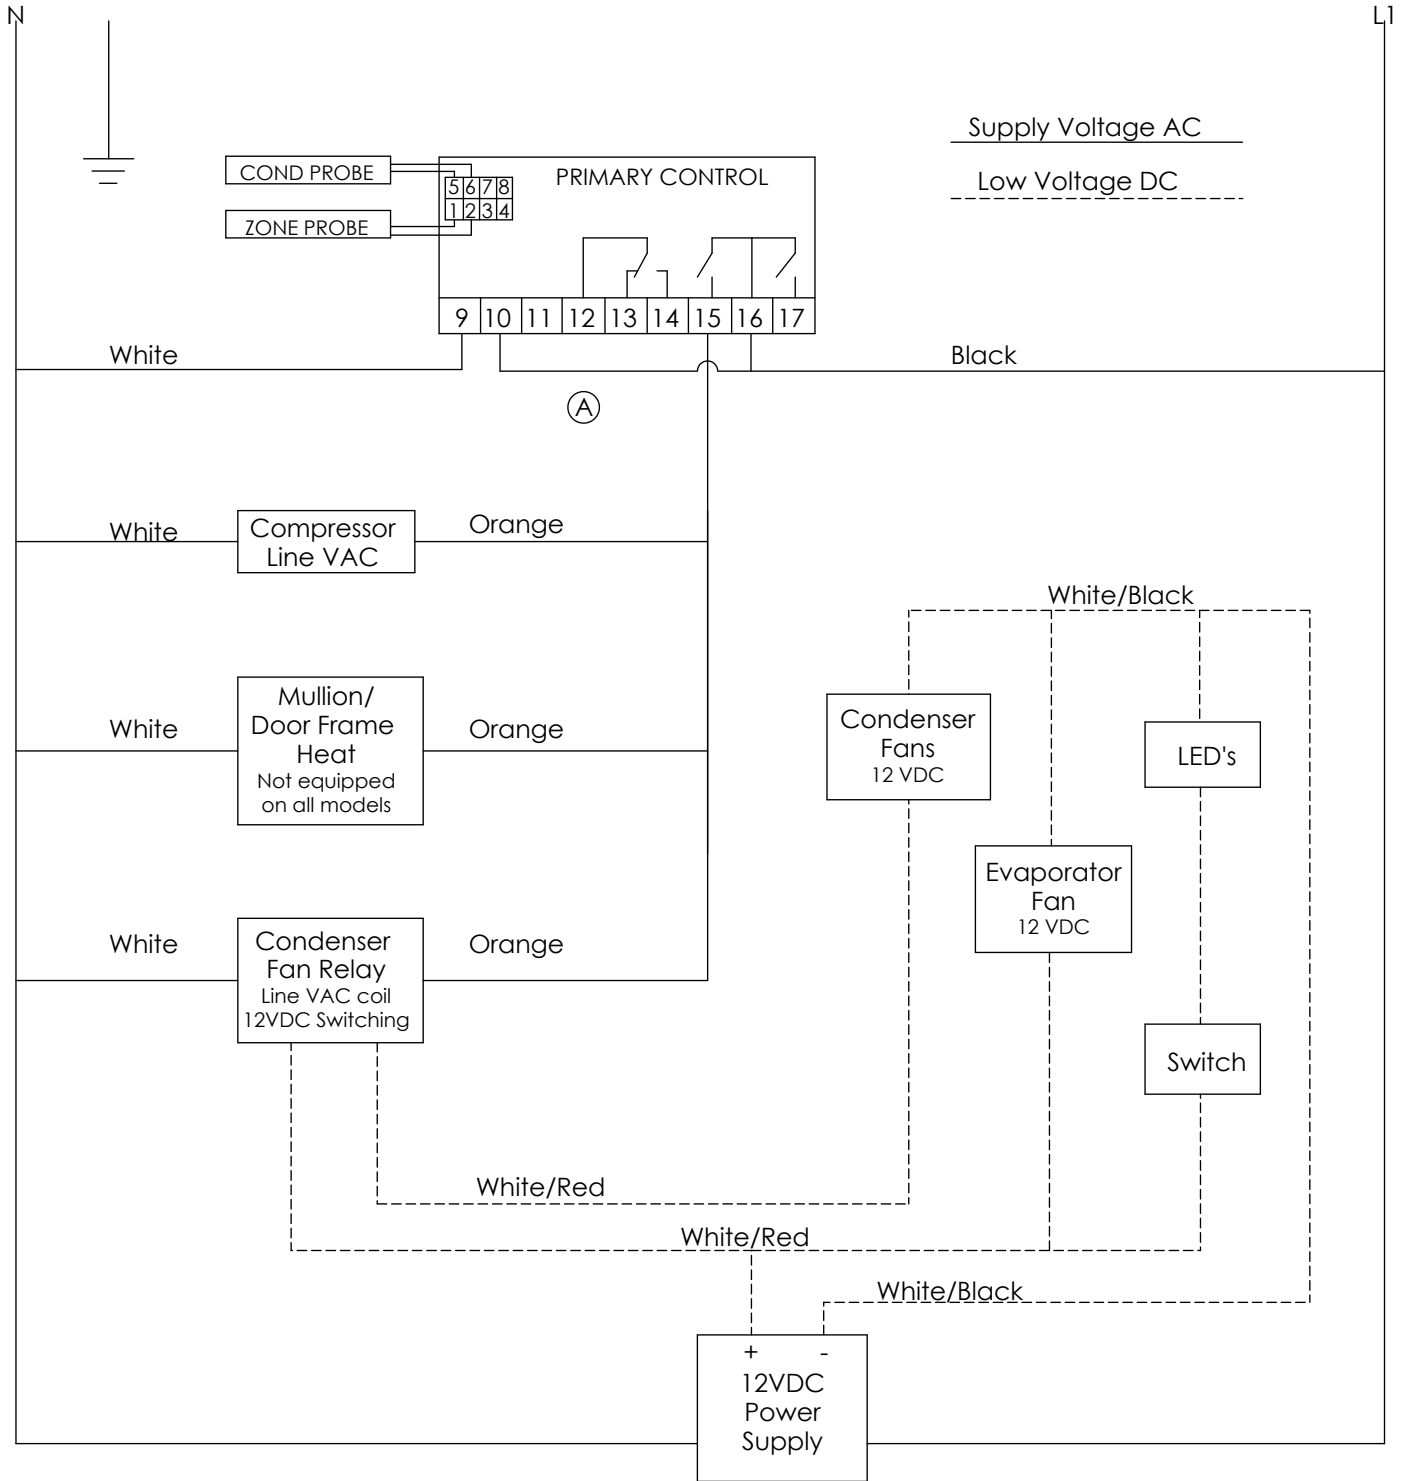 N
L1
Supply Voltage AC
Low Voltage DC
COND PROBE
ZONE PROBE
PRIMARY CONTROL
5 6 7 8
1 2 3 4
9 10 11 12 13 14 15 16 17
White
Black
A
White
Compressor
Line VAC
Orange
White
Mullion/
Door Frame
Heat
Not equipped
on all models
Orange
White
Condenser
Fan Relay
Line VAC coil
12VDC Switching
Orange
White/Black
Condenser
Fans
12 VDC
LED's
Evaporator
Fan
12 VDC
Switch
White/Red
White/Red
White/Black
+ -
12VDC
Power
Supply